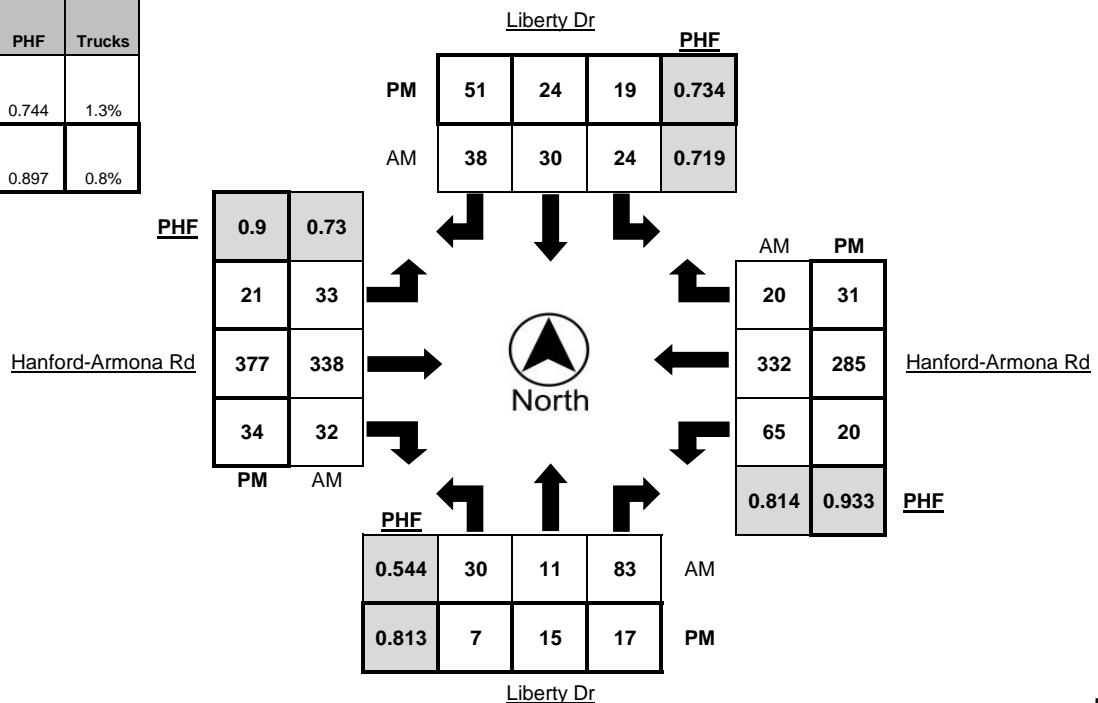 PHF Trucks
0.744 1.3%
0.897 0.8%
Liberty Dr
PHF
PM 51 24 19 0.734
AM 38 30 24 0.719
PHF 0.9 0.73
21 33
Hanford-Armona Rd 377 338
34 32
PM AM
North
AM PM
20 31
332 285 Hanford-Armona Rd
65 20
0.814 0.933 PHF
PHF
0.544 30 11 83 AM
0.813 7 15 17 PM
Liberty Dr